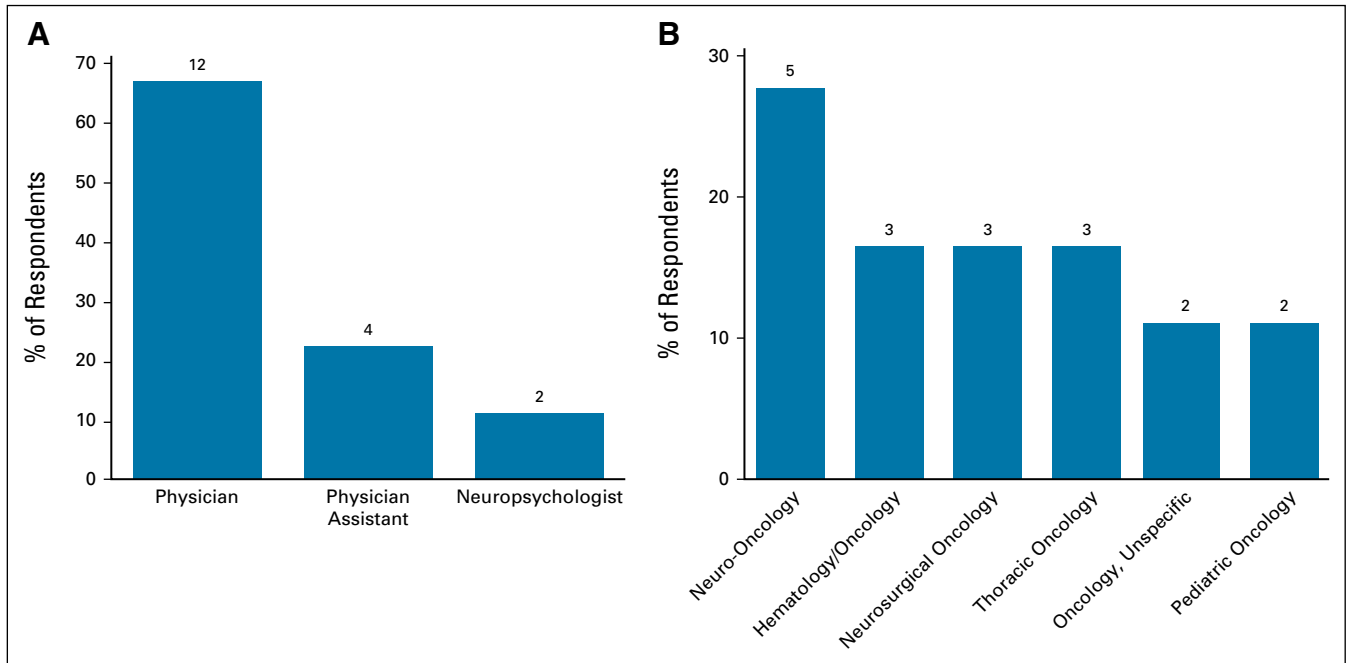 A
% of Respondents
70
60
50
40
30
20
10
0
12
4
2
Physician
Physician
Assistant
Neuropsychologist
B
% of Respondents
30
20
10
0
5
3
3
3
2
2
Neuro-Oncology
Hematology/Oncology
Neurosurgical Oncology
Thoracic Oncology
Oncology, Unspecific
Pediatric Oncology